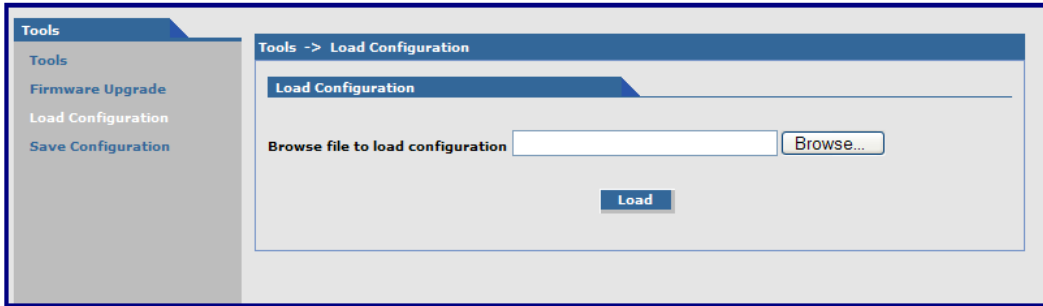 Tools
Tools
Firmware Upgrade
Load Configuration
Save Configuration
Tools -> Load Configuration
Load Configuration
Browse file to load configuration Browse...
Load